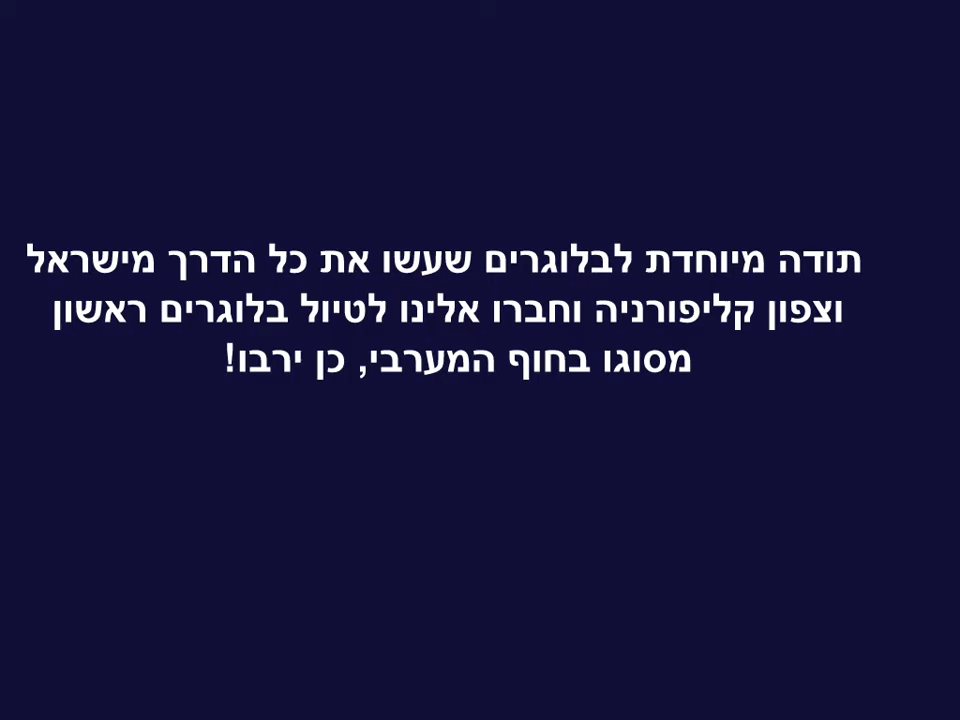 תודה מיוחדת לבלוגרים שעשו את כל הדרך מישראל
וצפון קליפורניה וחברו אלינו לטיול בלוגרים ראשון
מסוגו בחוף המערבי, כן ירבו!